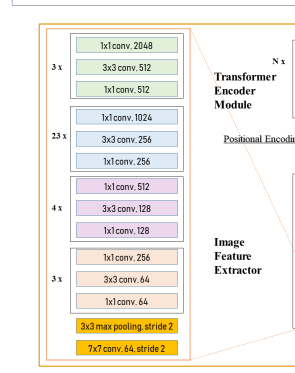 1x1 conv, 2048
3 x
3x3 conv, 512
1x1 conv, 512
1x1 conv, 1024
23 x
3x3 conv, 256
1x1 conv, 256
1x1 conv, 512
4 x
3x3 conv, 128
1x1 conv, 128
1x1 conv, 256
3 x
3x3 conv, 64
1x1 conv, 64
3x3 max pooling, stride 2
7x7 conv, 64, stride 2
N x
Transformer
Encoder
Module
Positional
Image
Feature
Extractor